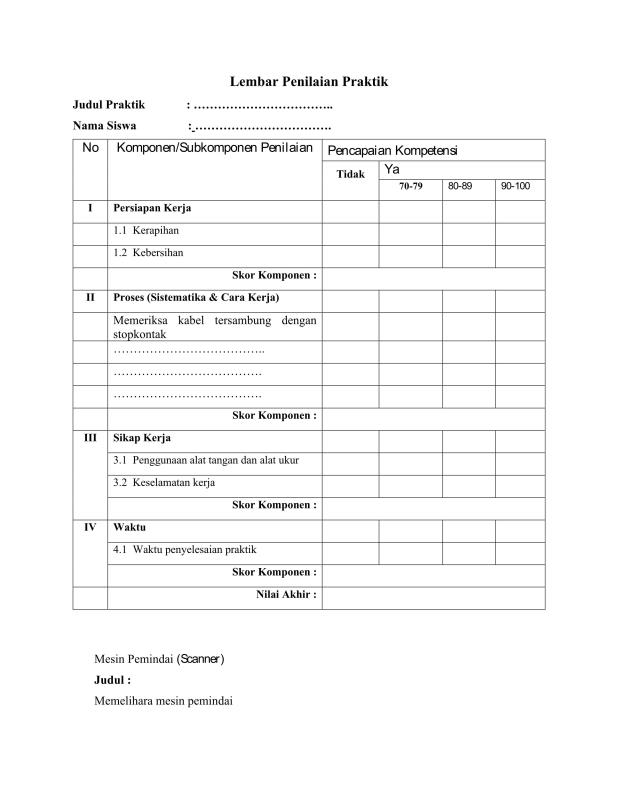 Lembar Penilaian Praktik
Judul Praktik : ……………………………..
Nama Siswa : …………………………….
No Komponen/Subkomponen Penilaian Pencapaian Kompetensi
Tidak Ya
70-79 80-89 90-100
I Persiapan Kerja
1.1 Kerapihan
1.2 Kebersihan
Skor Komponen :
II Proses (Sistematika & Cara Kerja)
Memeriksa kabel tersambung dengan
stopkontak
………………………………..
……………………………….
……………………………….
Skor Komponen :
III Sikap Kerja
3.1 Penggunaan alat tangan dan alat ukur
3.2 Keselamatan kerja
Skor Komponen :
IV Waktu
4.1 Waktu penyelesaian praktik
Skor Komponen :
Nilai Akhir :
Mesin Pemindai (Scanner)
Judul :
Memelihara mesin pemindai